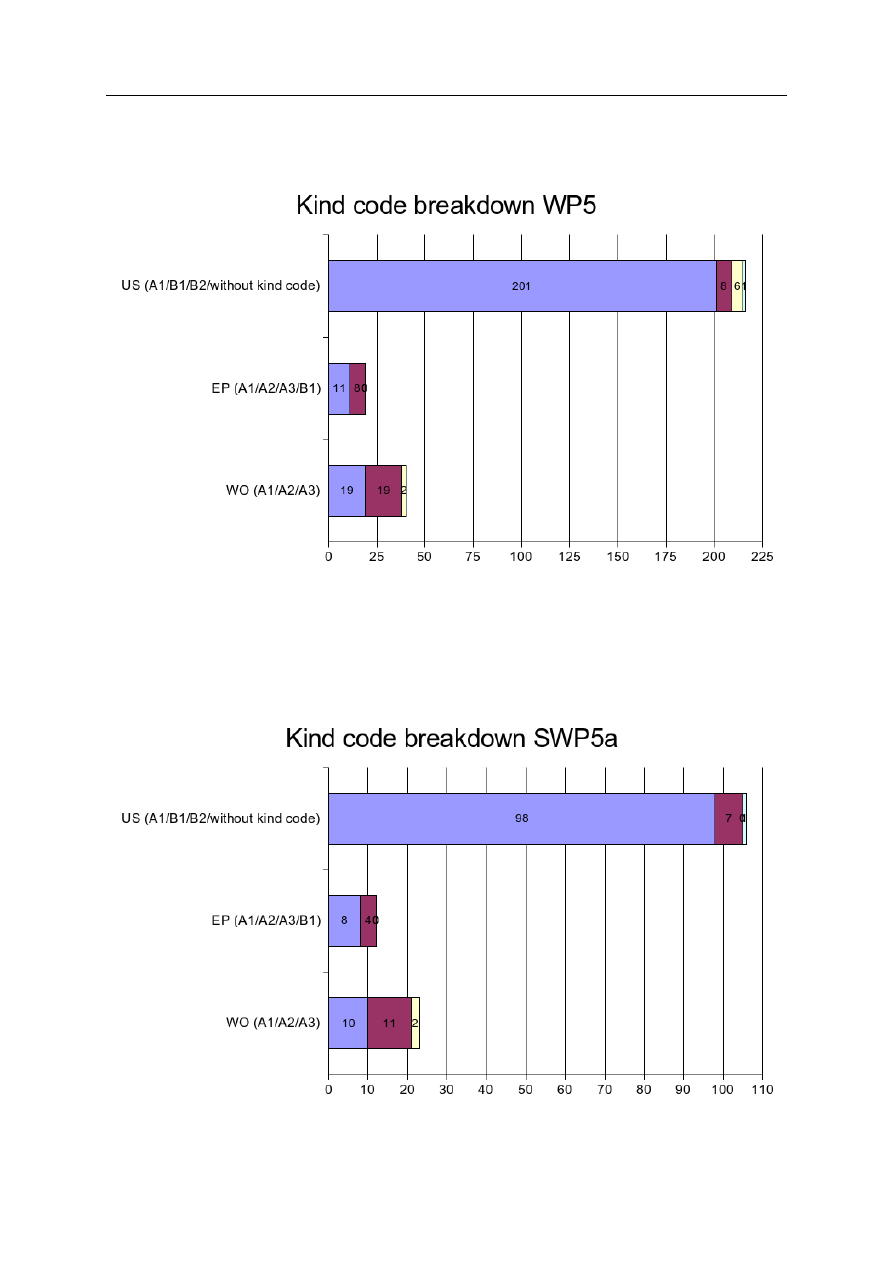 Kind code breakdown WP5
US (A1/B1/B2/without kind code)
201 8 6 1
EP (A1/A2/A3/B1)
11 8 0
WO (A1/A2/A3)
19 19 2
0 25 50 75 100 125 150 175 200 225
Kind code breakdown SWP5a
US (A1/B1/B2/without kind code)
98 7 0 1
EP (A1/A2/A3/B1)
8 4 0
WO (A1/A2/A3)
10 11 2
0 10 20 30 40 50 60 70 80 90 100 110